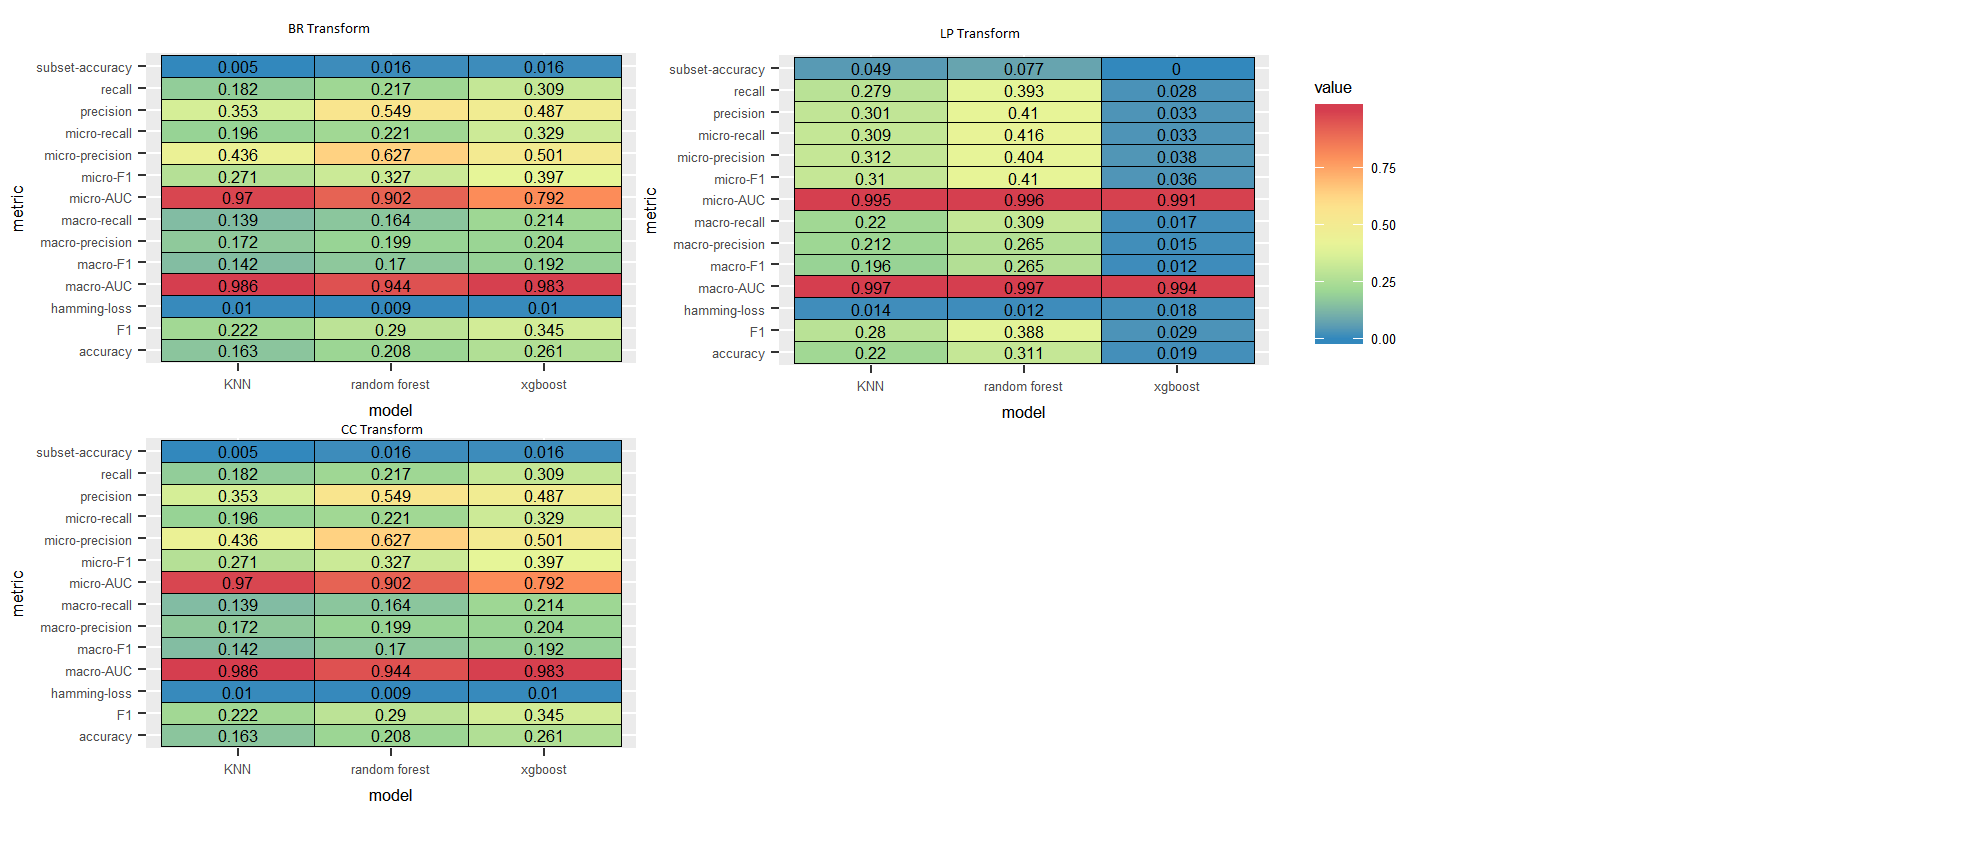 BR Transform
metric
subset-accuracy 0.005 0.016 0.016
recall 0.182 0.217 0.309
precision 0.353 0.549 0.487
micro-recall 0.196 0.221 0.329
micro-precision 0.436 0.627 0.501
micro-F1 0.271 0.327 0.397
micro-AUC 0.97 0.902 0.792
macro-recall 0.139 0.164 0.214
macro-precision 0.172 0.199 0.204
macro-F1 0.142 0.17 0.192
macro-AUC 0.986 0.944 0.983
hamming-loss 0.01 0.009 0.01
F1 0.222 0.29 0.345
accuracy 0.163 0.208 0.261
KNN random forest xgboost
model
LP Transform
metric
subset-accuracy 0.049 0.077 0
recall 0.279 0.393 0.028
precision 0.301 0.41 0.033
micro-recall 0.309 0.416 0.033
micro-precision 0.312 0.404 0.038
micro-F1 0.31 0.41 0.036
micro-AUC 0.995 0.996 0.991
macro-recall 0.22 0.309 0.017
macro-precision 0.212 0.265 0.015
macro-F1 0.196 0.265 0.012
macro-AUC 0.997 0.997 0.994
hamming-loss 0.014 0.012 0.018
F1 0.28 0.388 0.029
accuracy 0.22 0.311 0.019
KNN random forest xgboost
model
value
0.75
0.50
0.25
0.00
CC Transform
metric
subset-accuracy 0.005 0.016 0.016
recall 0.182 0.217 0.309
precision 0.353 0.549 0.487
micro-recall 0.196 0.221 0.329
micro-precision 0.436 0.627 0.501
micro-F1 0.271 0.327 0.397
micro-AUC 0.97 0.902 0.792
macro-recall 0.139 0.164 0.214
macro-precision 0.172 0.199 0.204
macro-F1 0.142 0.17 0.192
macro-AUC 0.986 0.944 0.983
hamming-loss 0.01 0.009 0.01
F1 0.222 0.29 0.345
accuracy 0.163 0.208 0.261
KNN random forest xgboost
model